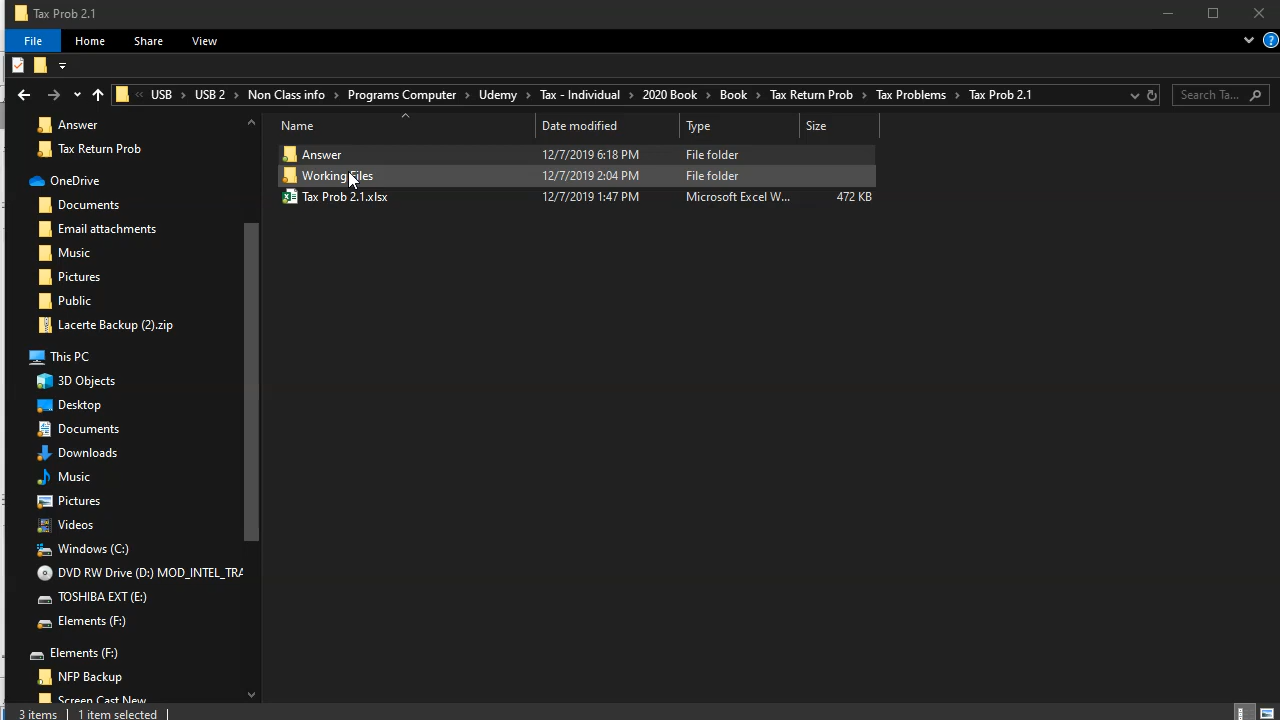 Tax Prob 2.1
File Home Share View
USB USB 2 Non Class info Programs Computer Udemy Tax - Individual 2020 Book Book Tax Return Prob Tax Problems Tax Prob 2.1 Search Ta...
Answer
Tax Return Prob
OneDrive
Documents
Email attachments
Music
Pictures
Public
Lacerte Backup (2).zip
This PC
3D Objects
Desktop
Documents
Downloads
Music
Pictures
Videos
Windows (C:)
DVD RW Drive (D:) MOD_INTEL_TRA
TOSHIBA EXT (E:)
Elements (F:)
Elements (F:)
NFP Backup
Screen Cast New
Name Date modified Type Size
Answer 12/7/2019 6:18 PM File folder
Working Files 12/7/2019 2:04 PM File folder
Tax Prob 2.1.xlsx 12/7/2019 1:47 PM Microsoft Excel W... 472 KB
3 items 1 item selected